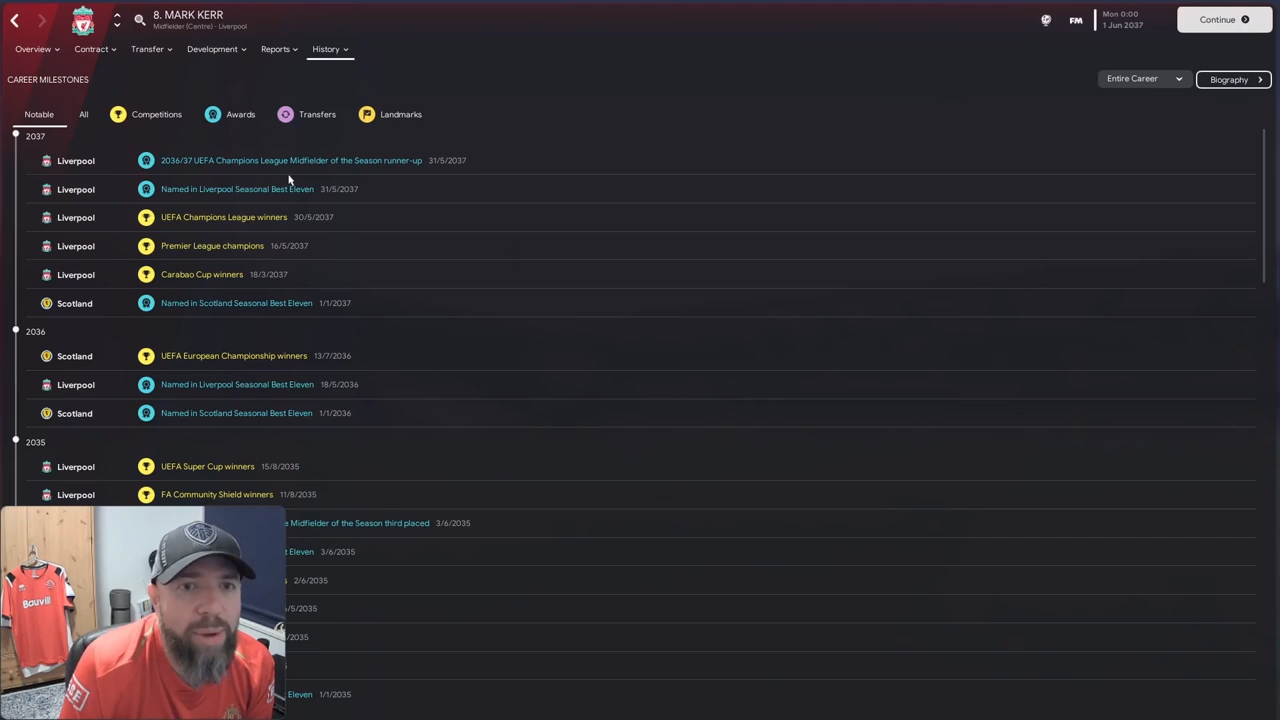 8. MARK KERR
Midfielder (Centre) - Liverpool
FM
Mon 0:00
1 Jun 2037
Continue
Overview
Contract
Transfer
Development
Reports
History
CAREER MILESTONES
Entire Career
Biography
Notable
All
Competitions
Awards
Transfers
Landmarks
2037
Liverpool 2036/37 UEFA Champions League Midfielder of the Season runner-up 31/5/2037
Liverpool Named in Liverpool Seasonal Best Eleven 31/5/2037
Liverpool UEFA Champions League winners 30/5/2037
Liverpool Premier League champions 16/5/2037
Liverpool Carabao Cup winners 18/3/2037
Scotland Named in Scotland Seasonal Best Eleven 1/1/2037
2036
Scotland UEFA European Championship winners 13/7/2036
Liverpool Named in Liverpool Seasonal Best Eleven 18/5/2036
Scotland Named in Scotland Seasonal Best Eleven 1/1/2036
2035
Liverpool UEFA Super Cup winners 15/8/2035
Liverpool FA Community Shield winners 11/8/2035
e Midfielder of the Season third placed 3/6/2035
t Eleven 3/6/2035
s 2/6/2035
/5/2035
/2035
t Eleven 1/1/2035
Bauvill